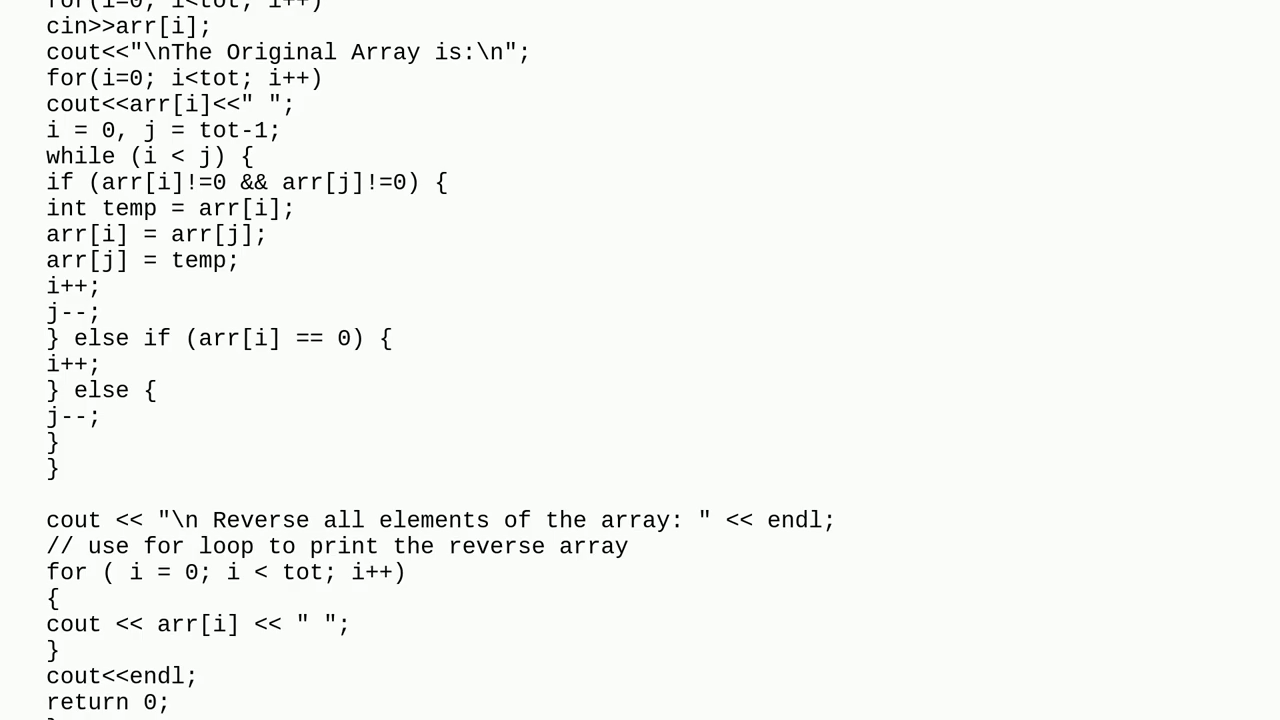 for(i=0; i<tot; i++)
cin>>arr[i];
cout<<"\nThe Original Array is:\n";
for(i=0; i<tot; i++)
cout<<arr[i]<<" ";
i = 0, j = tot-1;
while (i < j) {
if (arr[i]!=0 && arr[j]!=0) {
int temp = arr[i];
arr[i] = arr[j];
arr[j] = temp;
i++;
j--;
} else if (arr[i] == 0) {
i++;
} else {
j--;
}
}
cout << "\n Reverse all elements of the array: " << endl;
// use for loop to print the reverse array
for ( i = 0; i < tot; i++)
{
cout << arr[i] << " ";
}
cout<<endl;
return 0;
}